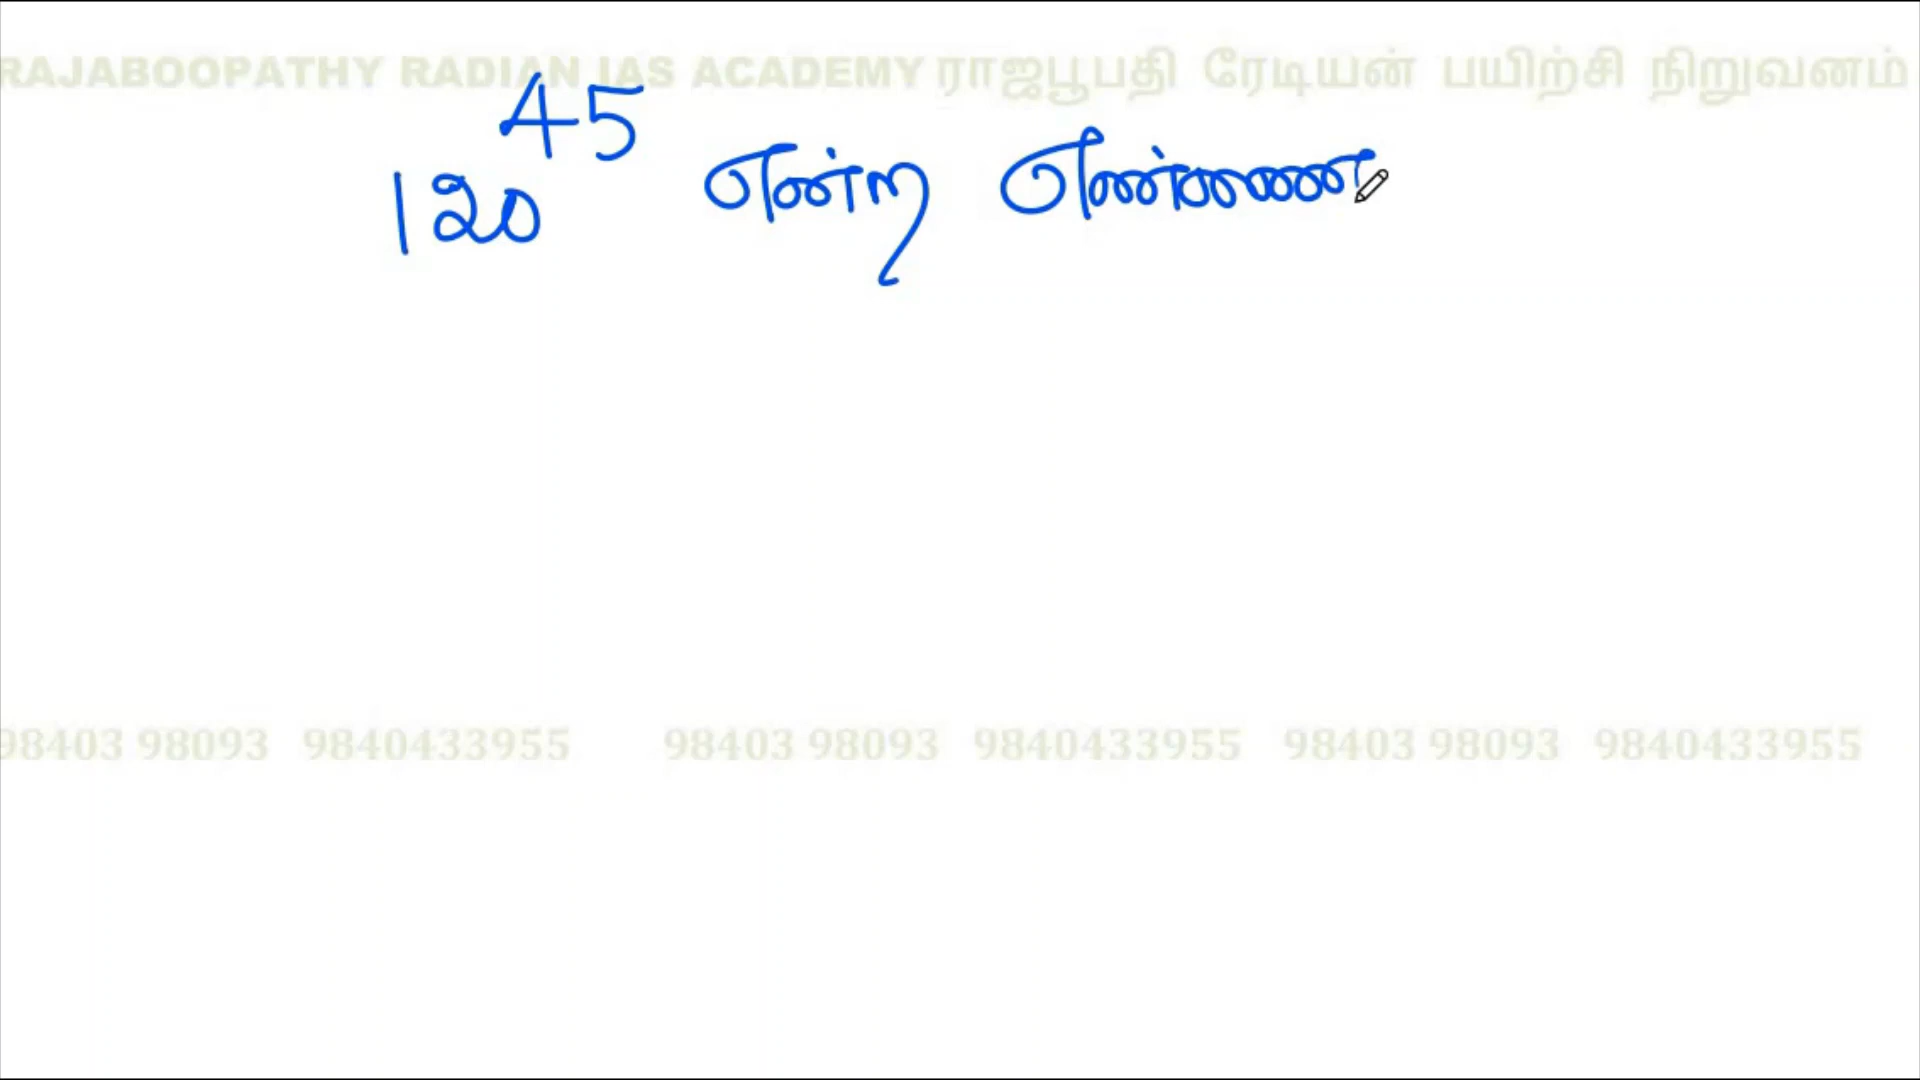 RAJABOOPATHY RADIAN IAS ACADEMY ராஜபூபதி ரேடியன் பயிற்சி நிறுவனம்
120⁴⁵ என்ற
98403 98093 9840433955 98403 98093 9840433955 98403 98093 9840433955